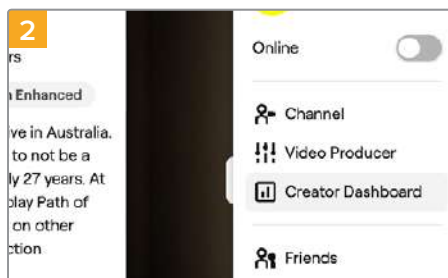 2
rs
n Enhanced
ve in Australia.
to not be a
ly 27 years. At
play Path of
on other
ction
Online
Channel
Video Producer
Creator Dashboard
Friends